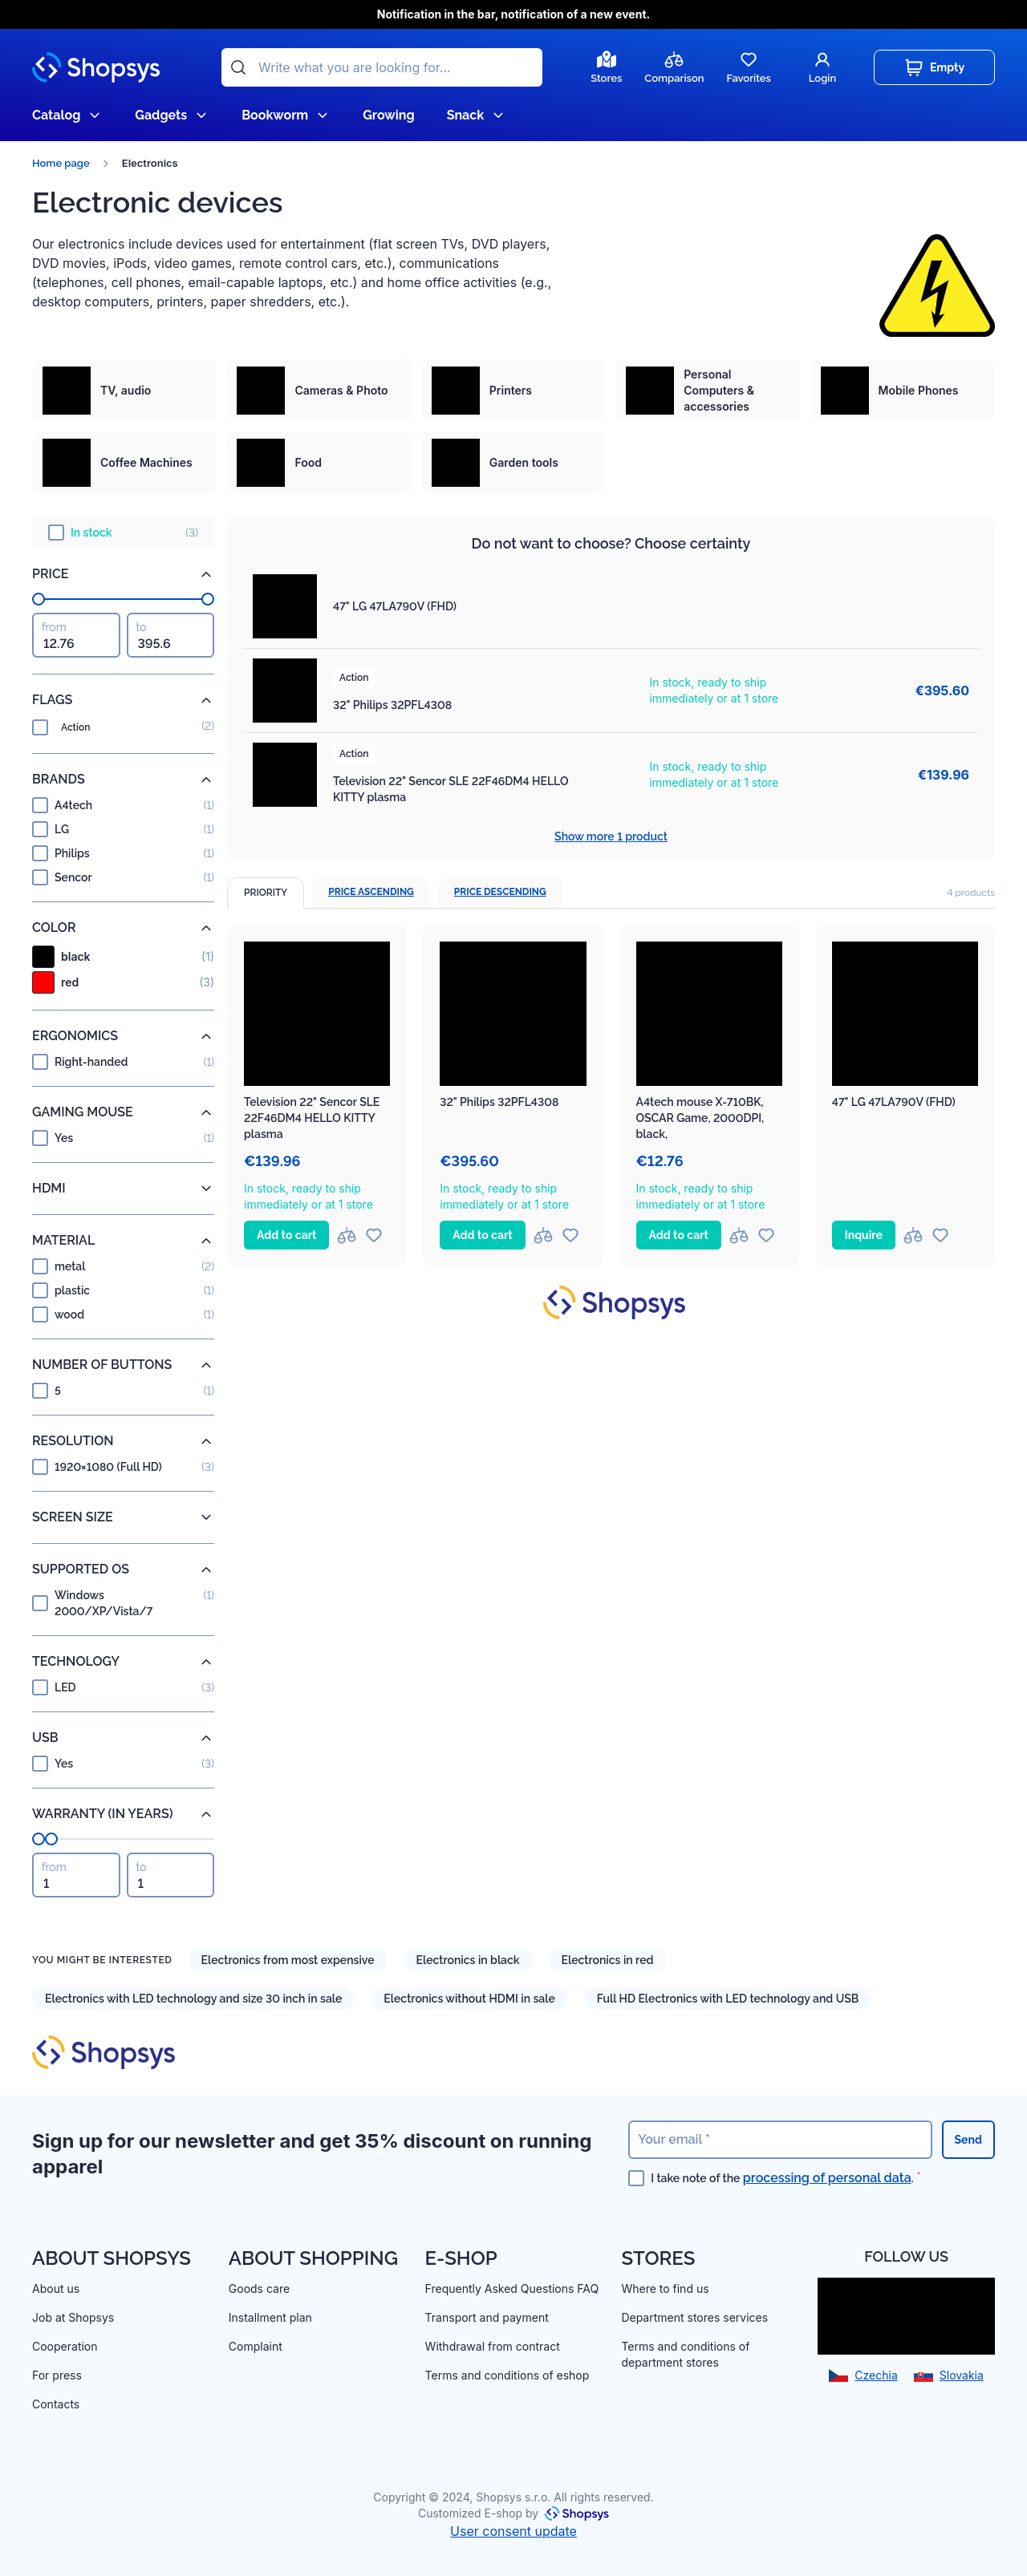 Notification in the bar, notification of a new event.
Shopsys
Write what you are looking for...
Stores
Comparison
Favorites
Login
Empty
Catalog
Gadgets
Bookworm
Growing
Snack
Home page
Electronics
Electronic devices
Our electronics include devices used for entertainment (flat screen TVs, DVD players,
DVD movies, iPods, video games, remote control cars, etc.), communications
(telephones, cell phones, email-capable laptops, etc.) and home office activities (e.g.,
desktop computers, printers, paper shredders, etc.).
TV, audio
Cameras & Photo
Printers
Personal
Computers &
accessories
Mobile Phones
Coffee Machines
Food
Garden tools
In stock
(3)
PRICE
from
12.76
to
395.6
FLAGS
Action
(2)
BRANDS
A4tech
(1)
LG
(1)
Philips
(1)
Sencor
(1)
COLOR
black
(1)
red
(3)
ERGONOMICS
Right-handed
(1)
GAMING MOUSE
Yes
(1)
HDMI
MATERIAL
metal
(2)
plastic
(1)
wood
(1)
NUMBER OF BUTTONS
5
(1)
RESOLUTION
1920×1080 (Full HD)
(3)
SCREEN SIZE
SUPPORTED OS
Windows
2000/XP/Vista/7
(1)
TECHNOLOGY
LED
(3)
USB
Yes
(3)
WARRANTY (IN YEARS)
from
1
to
1
Do not want to choose? Choose certainty
47" LG 47LA790V (FHD)
Action
32" Philips 32PFL4308
In stock, ready to ship
immediately or at 1 store
€395.60
Action
Television 22" Sencor SLE 22F46DM4 HELLO
KITTY plasma
In stock, ready to ship
immediately or at 1 store
€139.96
Show more 1 product
PRIORITY
PRICE ASCENDING
PRICE DESCENDING
4 products
Television 22" Sencor SLE
22F46DM4 HELLO KITTY
plasma
€139.96
In stock, ready to ship
immediately or at 1 store
Add to cart
32" Philips 32PFL4308
€395.60
In stock, ready to ship
immediately or at 1 store
Add to cart
A4tech mouse X-710BK,
OSCAR Game, 2000DPI,
black,
€12.76
In stock, ready to ship
immediately or at 1 store
Add to cart
47" LG 47LA790V (FHD)
Inquire
Shopsys
YOU MIGHT BE INTERESTED
Electronics from most expensive
Electronics in black
Electronics in red
Electronics with LED technology and size 30 inch in sale
Electronics without HDMI in sale
Full HD Electronics with LED technology and USB
Shopsys
Sign up for our newsletter and get 35% discount on running
apparel
Your email *
Send
I take note of the processing of personal data. *
ABOUT SHOPSYS
About us
Job at Shopsys
Cooperation
For press
Contacts
ABOUT SHOPPING
Goods care
Installment plan
Complaint
E-SHOP
Frequently Asked Questions FAQ
Transport and payment
Withdrawal from contract
Terms and conditions of eshop
STORES
Where to find us
Department stores services
Terms and conditions of
department stores
FOLLOW US
Czechia
Slovakia
Copyright © 2024, Shopsys s.r.o. All rights reserved.
Customized E-shop by Shopsys
User consent update